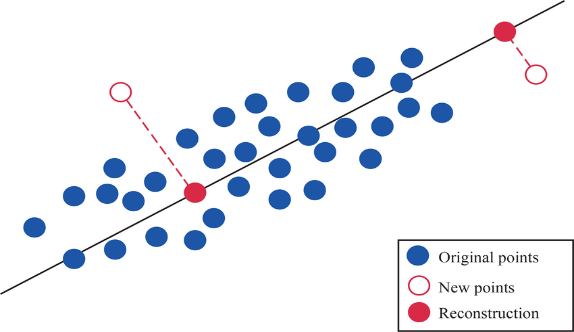 Original points
New points
Reconstruction